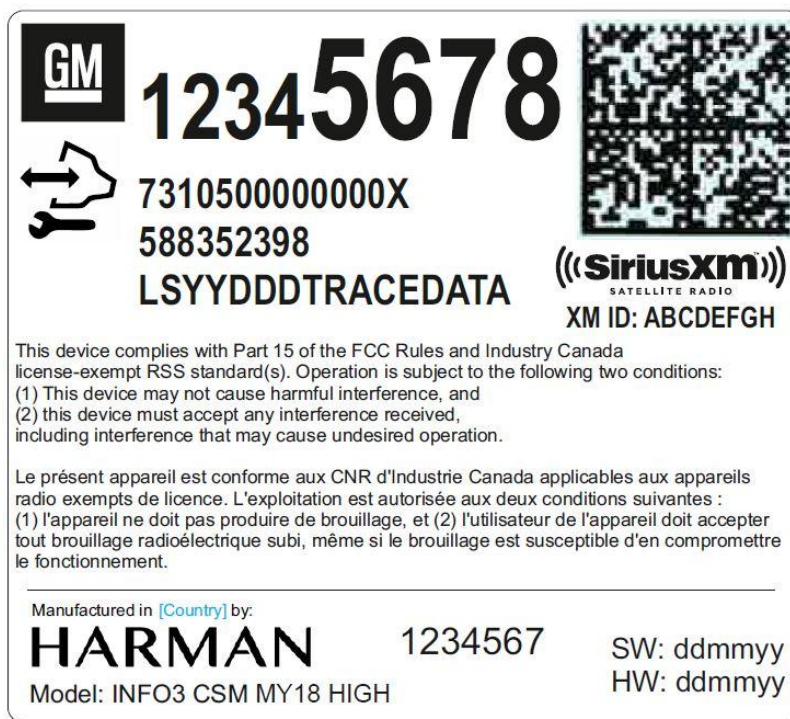 GM
12345678
7310500000000X
588352398
LSYYDDDTRACEDATA
((SiriusXM))
SATELLITE RADIO
XM ID: ABCDEFGH
This device complies with Part 15 of the FCC Rules and Industry Canada
license-exempt RSS standard(s). Operation is subject to the following two conditions:
(1) This device may not cause harmful interference, and
(2) this device must accept any interference received,
including interference that may cause undesired operation.
Le présent appareil est conforme aux CNR d'Industrie Canada applicables aux appareils
radio exempts de licence. L'exploitation est autorisée aux deux conditions suivantes :
(1) l'appareil ne doit pas produire de brouillage, et (2) l'utilisateur de l'appareil doit accepter
tout brouillage radioélectrique subi, même si le brouillage est susceptible d'en compromettre
le fonctionnement.
Manufactured in [Country] by:
HARMAN
1234567
SW: ddmmyy
HW: ddmmyy
Model: INFO3 CSM MY18 HIGH